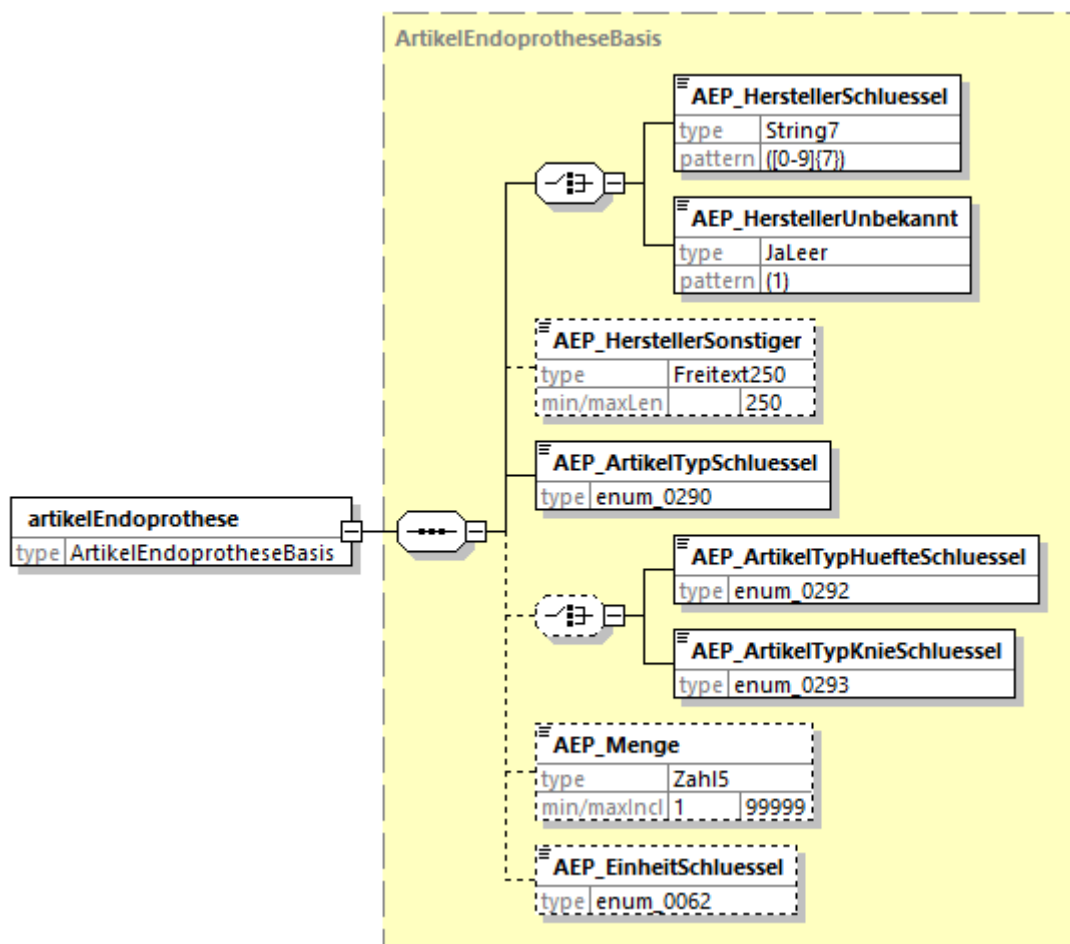 ArtikelEndoprotheseBasis
AEP_HerstellerSchluessel
type String7
pattern ([0-9]{7})
AEP_HerstellerUnbekannt
type JaLeer
pattern (1)
AEP_HerstellerSonstiger
type Freitext250
min/maxLen 250
AEP_ArtikelTypSchluessel
type enum_0290
artikelEndoprothese
type ArtikelEndoprotheseBasis
AEP_ArtikelTypHuefteSchluessel
type enum_0292
AEP_ArtikelTypKnieSchluessel
type enum_0293
AEP_Menge
type Zahl5
min/maxIncl 1 99999
AEP_EinheitSchluessel
type enum_0062